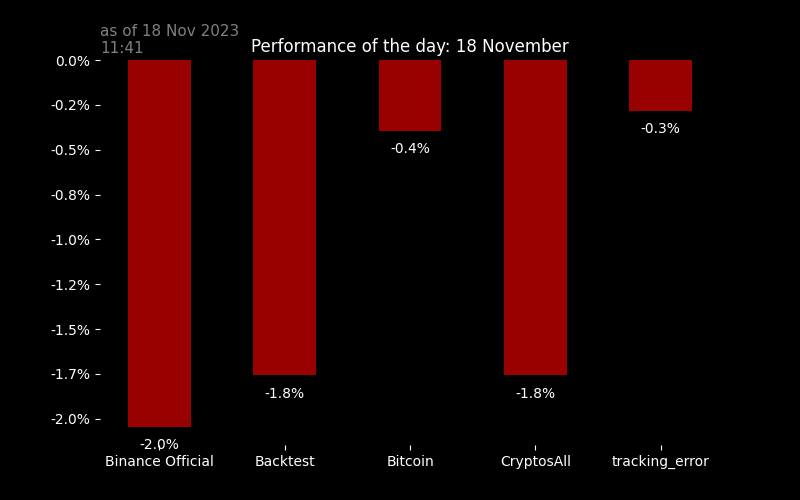 as of 18 Nov 2023
11:41
Performance of the day: 18 November
0.0%
-0.2%
-0.5%
-0.8%
-1.0%
-1.2%
-1.5%
-1.7%
-2.0%
-2.0%
-1.8%
-0.4%
-1.8%
-0.3%
Binance Official
Backtest
Bitcoin
CryptosAll
tracking_error